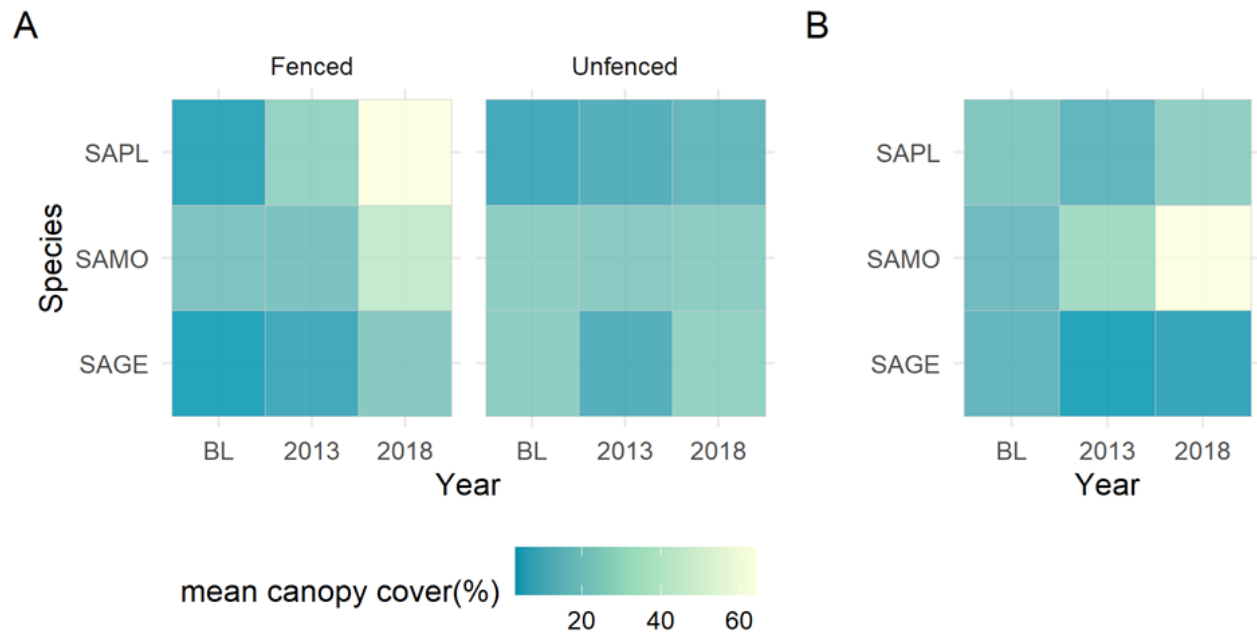 A
B
Fenced
Unfenced
Species
SAPL
SAMO
SAGE
SAPL
SAMO
SAGE
BL 2013 2018
BL 2013 2018
BL 2013 2018
Year
Year
mean canopy cover(%)
20 40 60